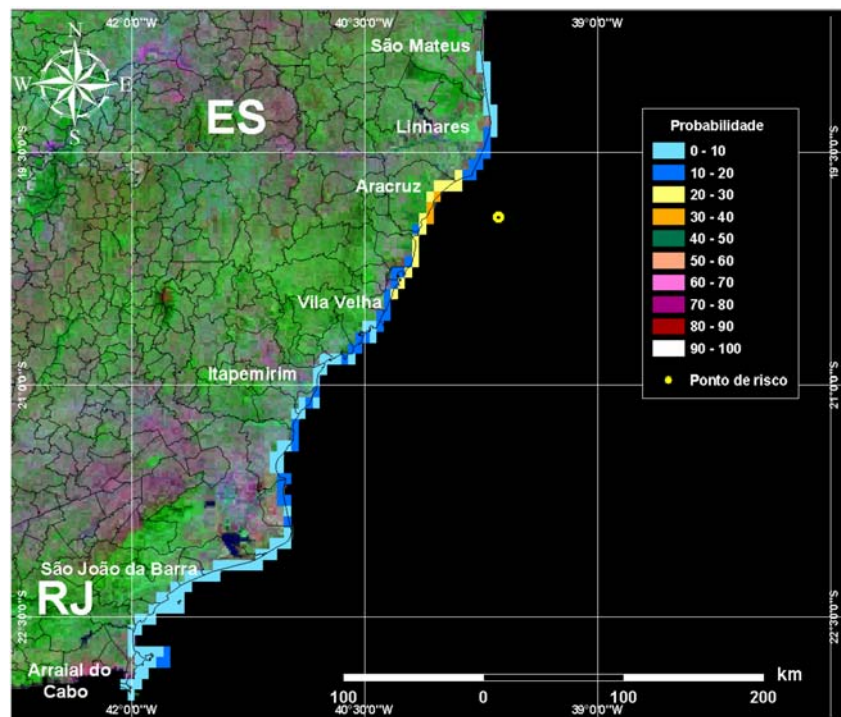 42°0'0"W 40°30'0"W 39°0'0"W
N
W E
S
São Mateus
ES
Linhares
Probabilidade
0 - 10
10 - 20
20 - 30
30 - 40
40 - 50
50 - 60
60 - 70
70 - 80
80 - 90
90 - 100
Ponto de risco
19°30'0"S 19°30'0"S
Aracruz
Vila Velha
Itapemirim
21°0'0"S 21°0'0"S
São João da Barra
RJ
22°30'0"S 22°30'0"S
Arraial do
Cabo
km
100 0 100 200
42°0'0"W 40°30'0"W 39°0'0"W